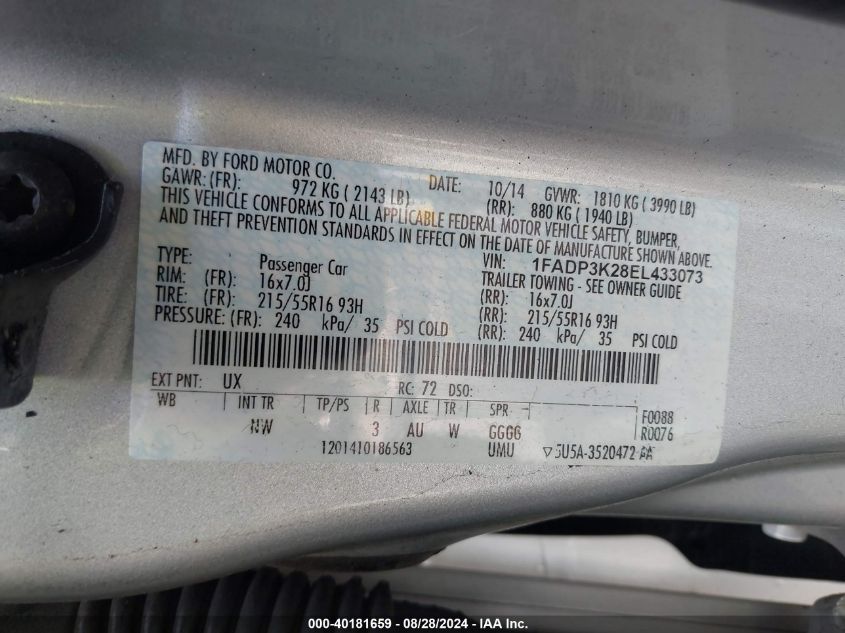 MFD. BY FORD MOTOR CO.
DATE: 10/14 GVWR: 1810 KG ( 3990 LB)
GAWR: (FR): 972 KG ( 2143 LB) (RR): 880 KG ( 1940 LB)
THIS VEHICLE CONFORMS TO ALL APPLICABLE FEDERAL MOTOR VEHICLE SAFETY, BUMPER,
AND THEFT PREVENTION STANDARDS IN EFFECT ON THE DATE OF MANUFACTURE SHOWN ABOVE.
VIN: 1FADP3K28EL433073
TYPE: Passenger Car TRAILER TOWING - SEE OWNER GUIDE
RIM: (FR): 16x7.0J (RR): 16x7.0J
TIRE: (FR): 215/55R16 93H (RR): 215/55R16 93H
PRESSURE: (FR): 240 kPa/ 35 PSI COLD (RR): 240 kPa/ 35 PSI COLD
EXT PNT: UX RC: 72 DSO:
WB INT TR TP/PS R AXLE TR SPR F0088
NW 3 AU W GGGG R0076
1201410186563 UMU ▽5U5A-3520472
000-40181659 - 08/28/2024 - IAA Inc.